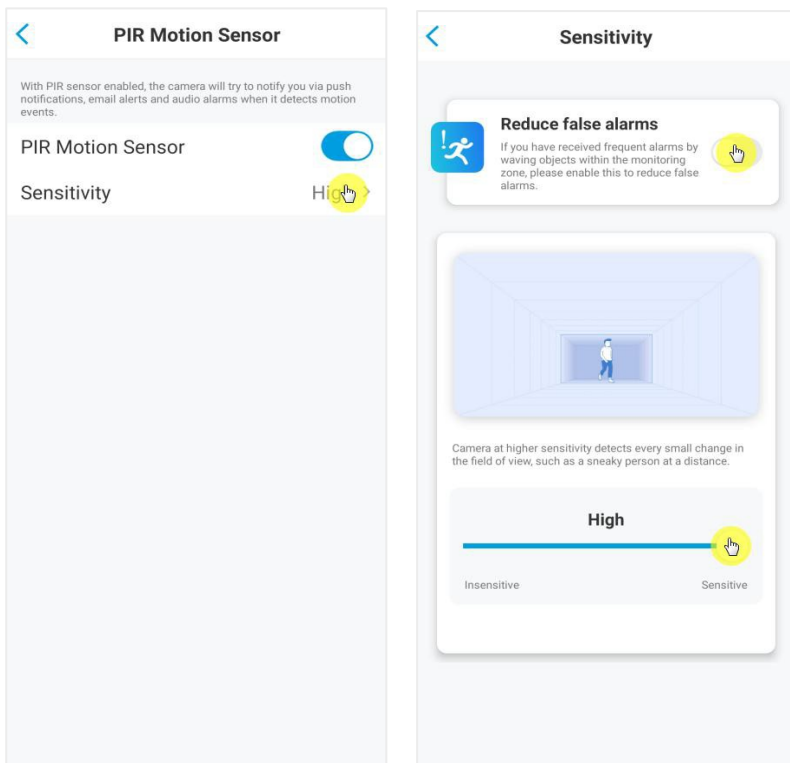 PIR Motion Sensor
With PIR sensor enabled, the camera will try to notify you via push
notifications, email alerts and audio alarms when it detects motion
events.
PIR Motion Sensor
Sensitivity
Sensitivity
Reduce false alarms
If you have received frequent alarms by
waving objects within the monitoring
zone, please enable this to reduce false
alarms.
Camera at higher sensitivity detects every small change in
the field of view, such as a sneaky person at a distance.
High
Insensitive
Sensitive